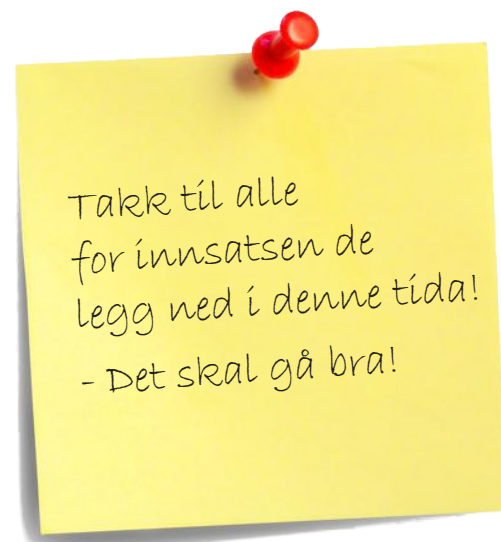 Takk til alle
for innsatsen de
legg ned i denne tida!
- Det skal gå bra!